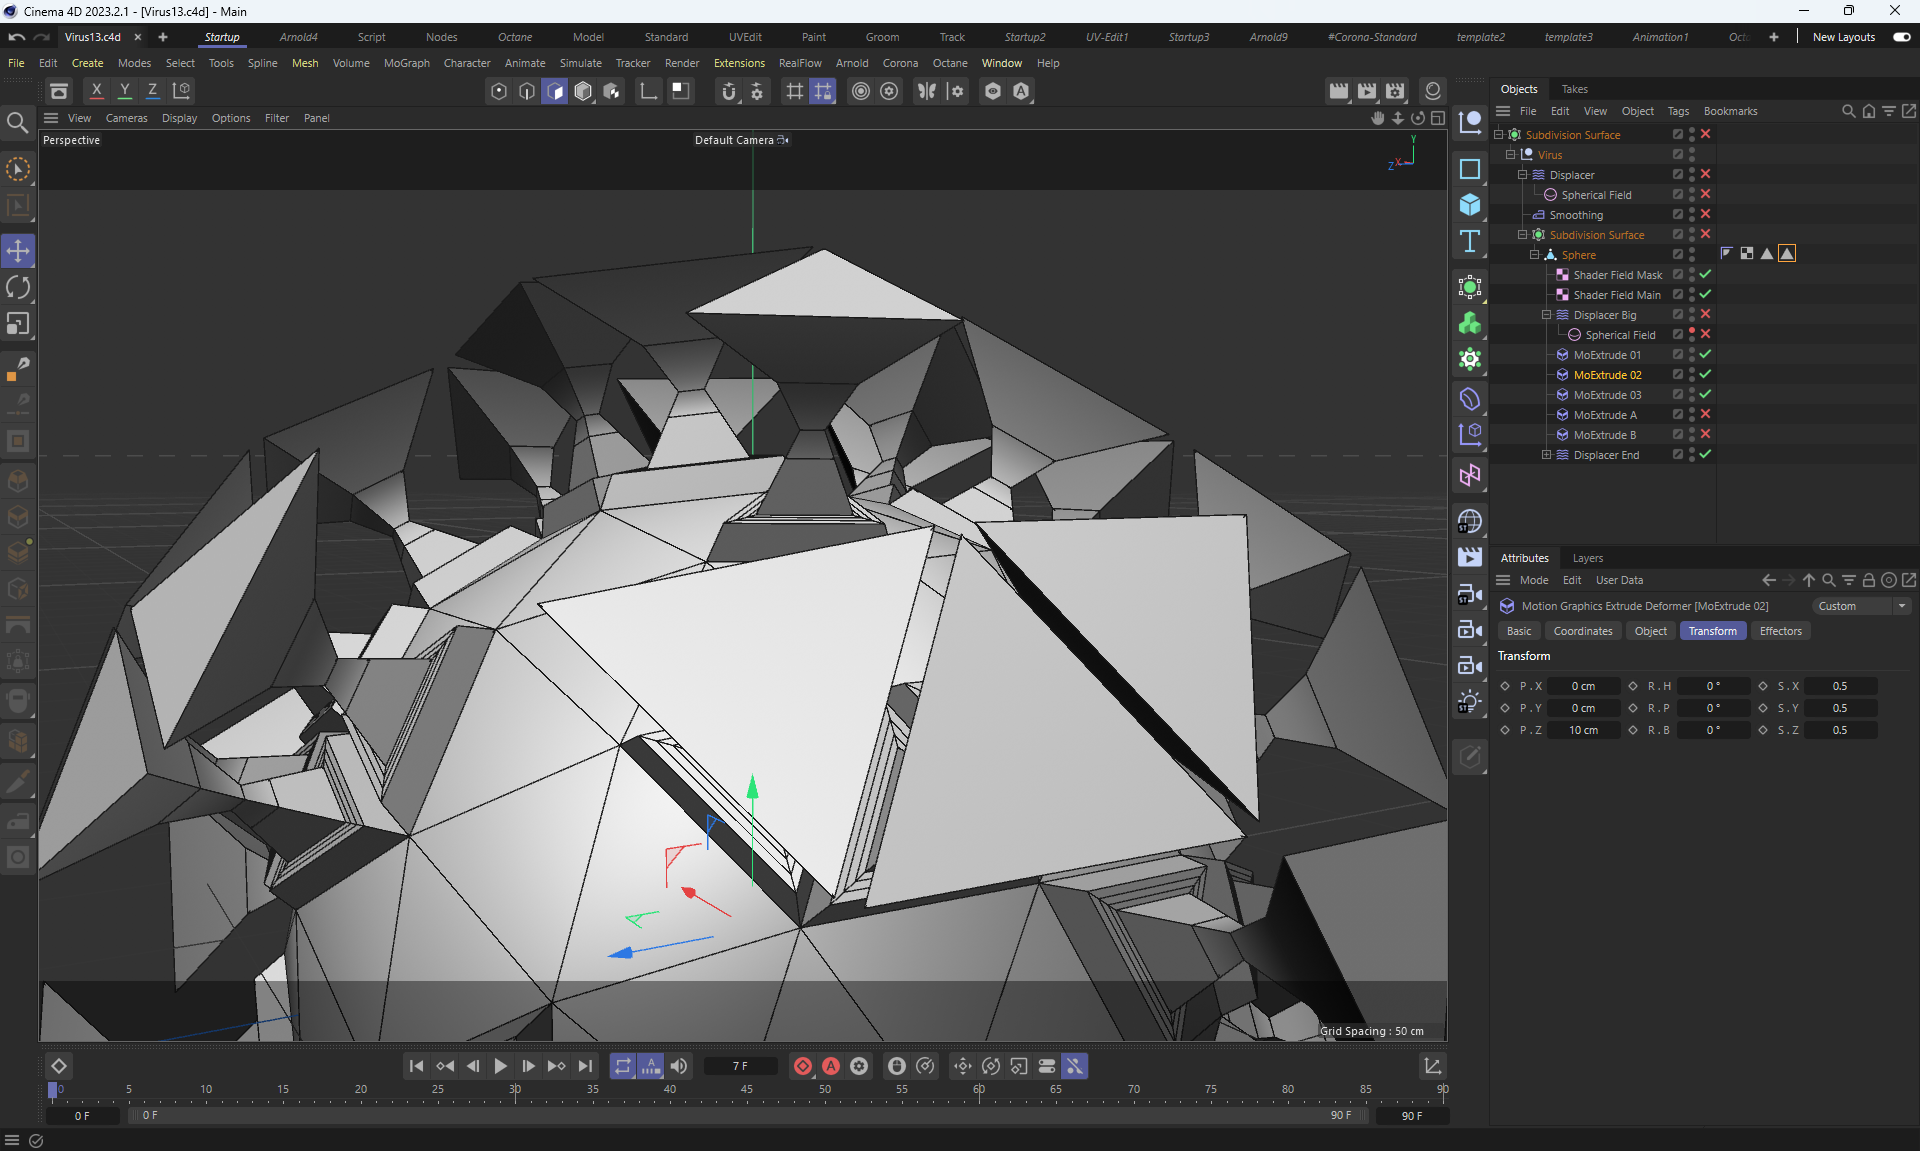 Cinema 4D 2023.2.1 - [Virus13.c4d] - Main
Virus13.c4d Startup Arnold4 Script Nodes Octane Model Standard UVEdit Paint Groom Track Startup2 UV-Edit1 Startup3 Arnold9 #Corona-Standard template2 template3 Animation1 New Layouts
File Edit Create Modes Select Tools Spline Mesh Volume MoGraph Character Animate Simulate Tracker Render Extensions RealFlow Arnold Corona Octane Window Help
X Y Z
View Cameras Display Options Filter Panel
Perspective
Default Camera
Y
X
Z
Grid Spacing : 50 cm
Objects Takes
File Edit View Object Tags Bookmarks
Subdivision Surface
Virus
Displacer
Spherical Field
Smoothing
Subdivision Surface
Sphere
Shader Field Mask
Shader Field Main
Displacer Big
Spherical Field
MoExtrude 01
MoExtrude 02
MoExtrude 03
MoExtrude A
MoExtrude B
Displacer End
Attributes Layers
Mode Edit User Data
Motion Graphics Extrude Deformer [MoExtrude 02] Custom
Basic Coordinates Object Transform Effectors
Transform
P . X 0 cm R . H 0 ° S . X 0.5
P . Y 0 cm R . P 0 ° S . Y 0.5
P . Z 10 cm R . B 0 ° S . Z 0.5
7 F
0 5 10 15 20 25 30 35 40 45 50 55 60 65 70 75 80 85 90
0 F 0 F 90 F 90 F